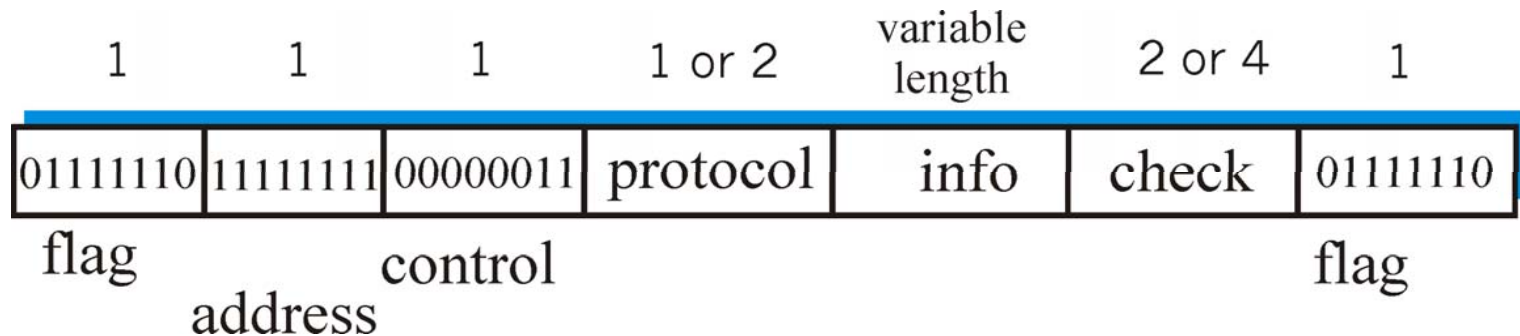 1 1 1 1 or 2 variable length 2 or 4 1
01111110 11111111 00000011 protocol info check 01111110
flag address control flag